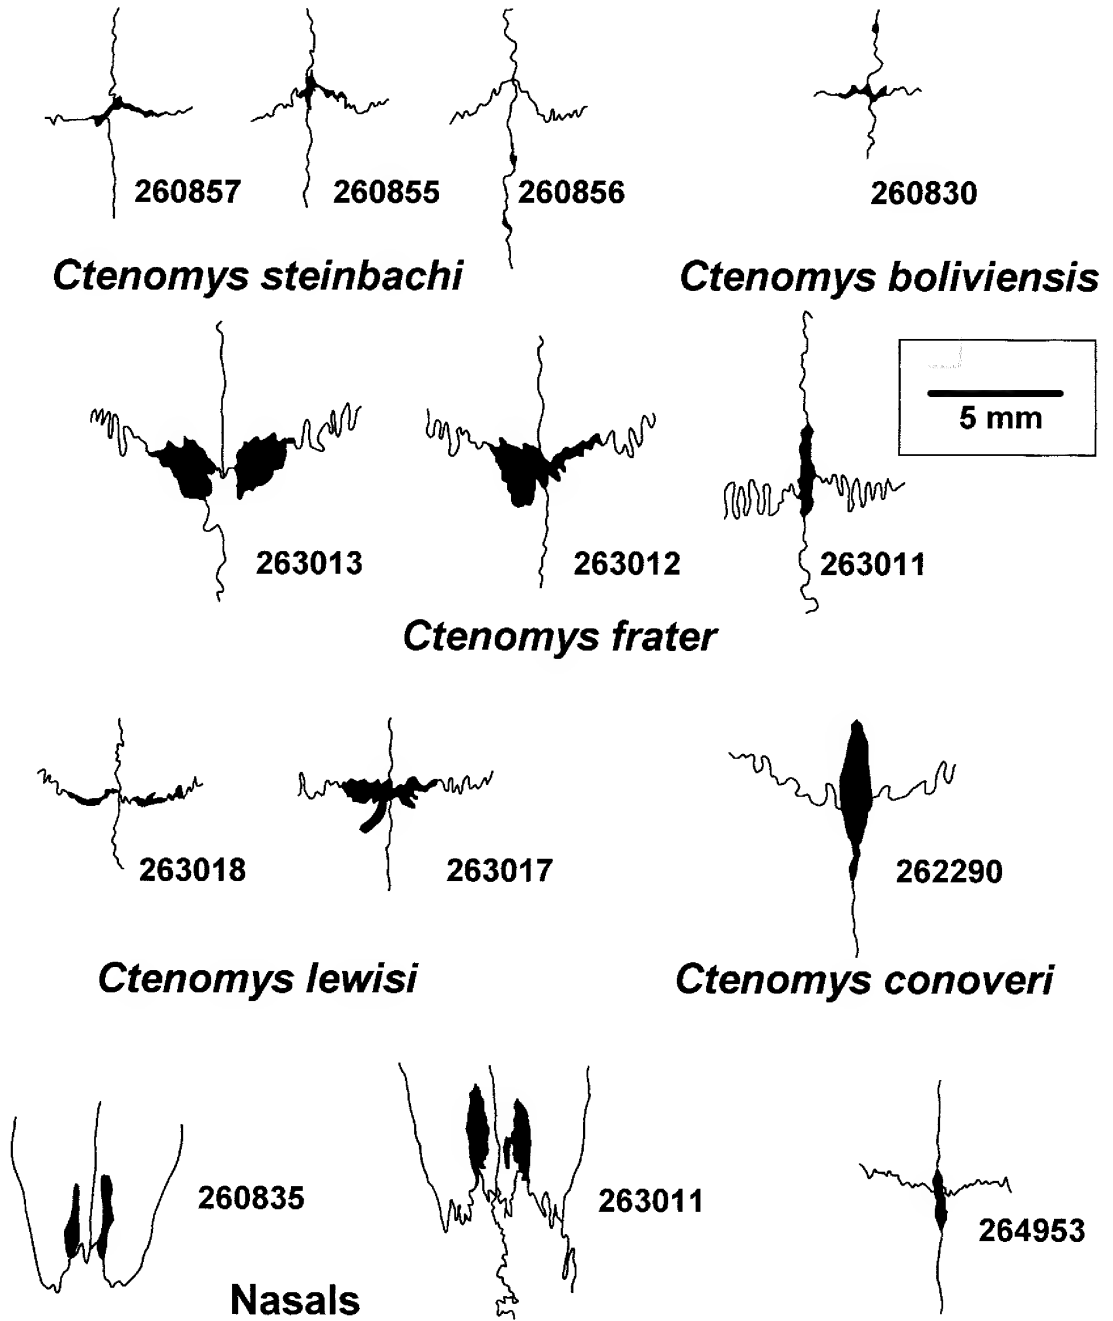 260857
260855
260856
260830
Ctenomys steinbachi
Ctenomys boliviensis
5 mm
263013
263012
263011
Ctenomys frater
263018
263017
262290
Ctenomys lewisi
Ctenomys conoveri
260835
263011
264953
Nasals